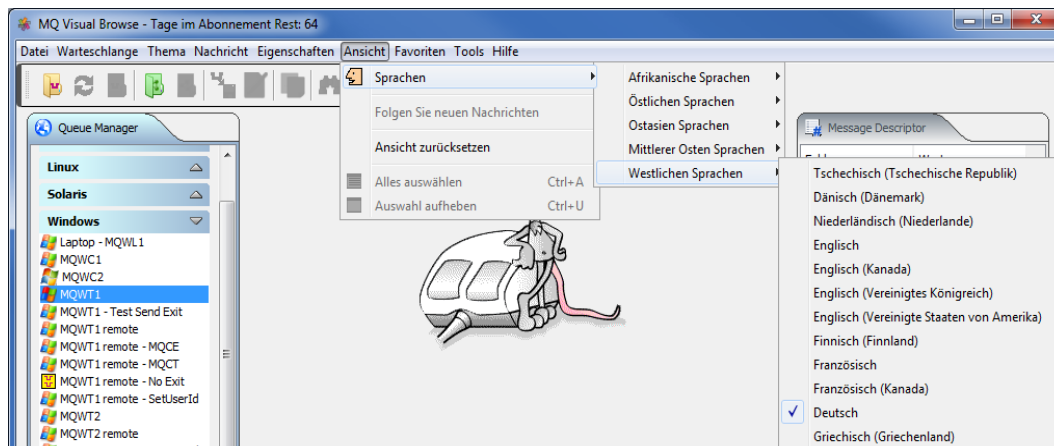 MQ Visual Browse - Tage im Abonnement Rest: 64
Datei Warteschlange Thema Nachricht Eigenschaften Ansicht Favoriten Tools Hilfe
Sprachen
Folgen Sie neuen Nachrichten
Ansicht zurücksetzen
Alles auswählen Ctrl+A
Auswahl aufheben Ctrl+U
Afrikanische Sprachen
Östlichen Sprachen
Ostasien Sprachen
Mittlerer Osten Sprachen
Westlichen Sprachen
Tschechisch (Tschechische Republik)
Dänisch (Dänemark)
Niederländisch (Niederlande)
Englisch
Englisch (Kanada)
Englisch (Vereinigtes Königreich)
Englisch (Vereinigte Staaten von Amerika)
Finnisch (Finnland)
Französisch
Französisch (Kanada)
Deutsch
Griechisch (Griechenland)
Queue Manager
Linux
Solaris
Windows
Laptop - MQWL1
MQWC1
MQWC2
MQWT1
MQWT1 - Test Send Exit
MQWT1 remote
MQWT1 remote - MQCE
MQWT1 remote - MQCT
MQWT1 remote - No Exit
MQWT1 remote - SetUserId
MQWT2
MQWT2 remote
Message Descriptor